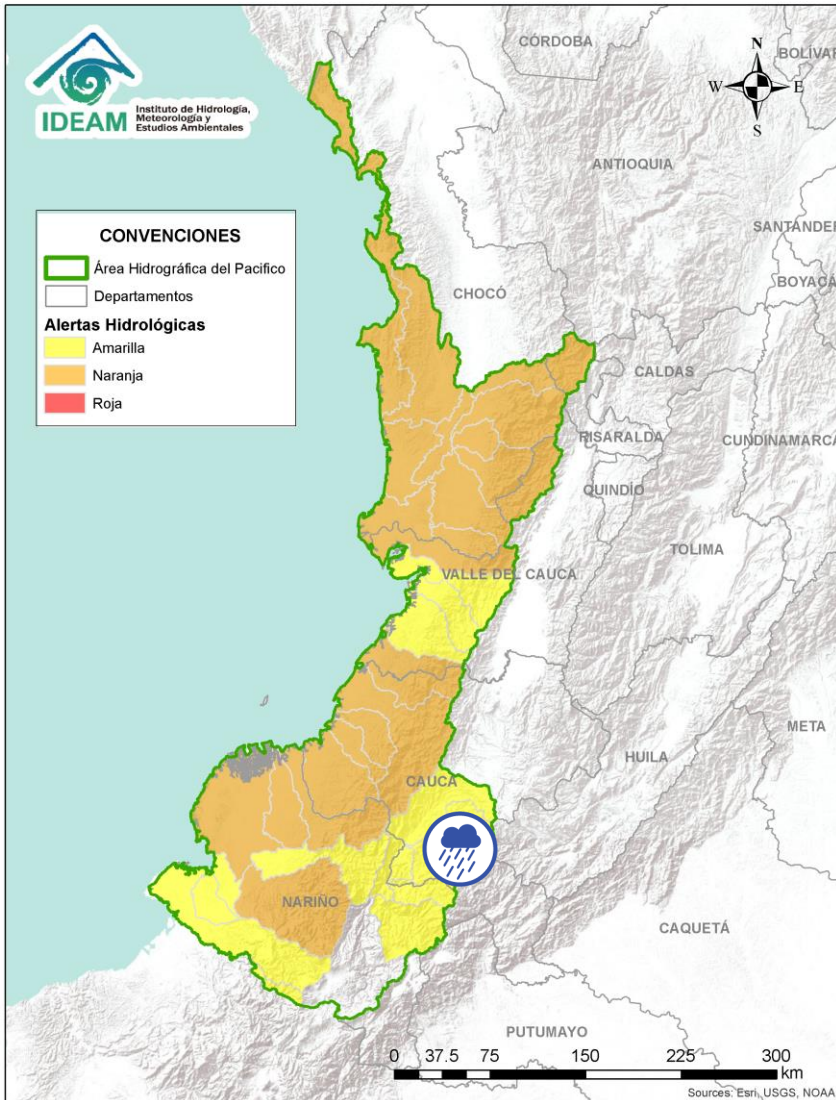 CÓRDOBA
BOLÍVAR
N
W
E
S
IDEAM
Instituto de Hidrología,
Meteorología y
Estudios Ambientales
ANTIOQUIA
SANTANDER
BOYACÁ
CONVENCIONES
Área Hidrográfica del Pacifico
Departamentos
Alertas Hidrológicas
Amarilla
Naranja
Roja
CHOCÓ
CALDAS
RISARALDA
CUNDINAMARCA
QUINDÍO
TOLIMA
VALLE DEL CAUCA
META
HUILA
CAUCA
NARIÑO
CAQUETÁ
PUTUMAYO
0 37.5 75 150 225 300
km
Sources: Esri, USGS, NOAA